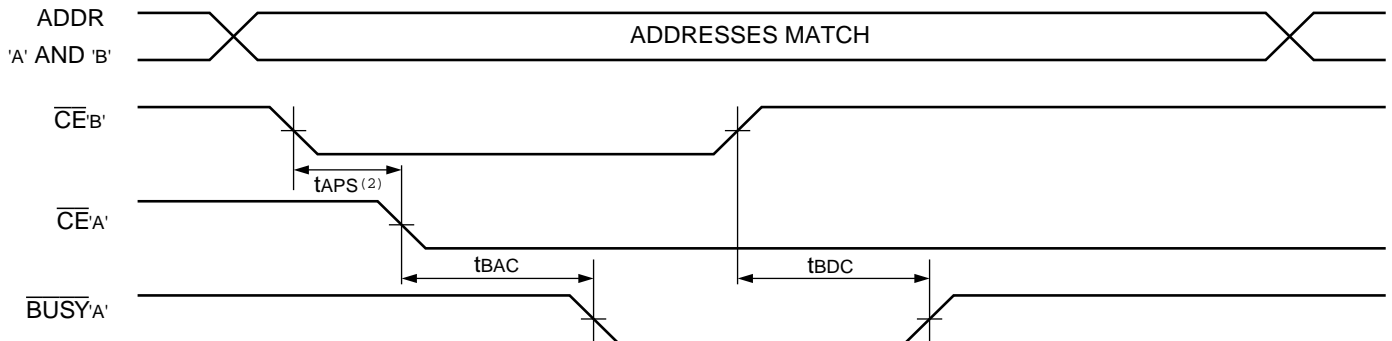 ADDR
'A' AND 'B'
ADDRESSES MATCH
CE'B'
tAPS (2)
CE'A'
tBAC
tBDC
BUSY'A'